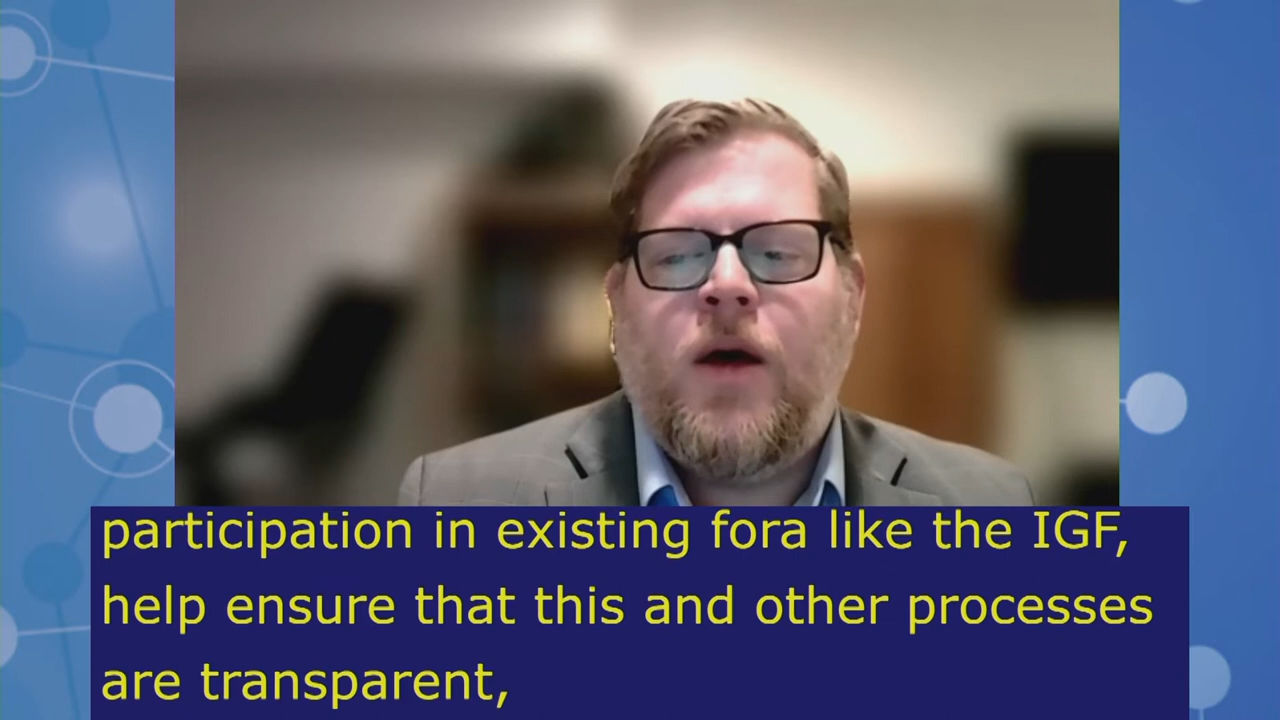 participation in existing fora like the IGF,
help ensure that this and other processes
are transparent,